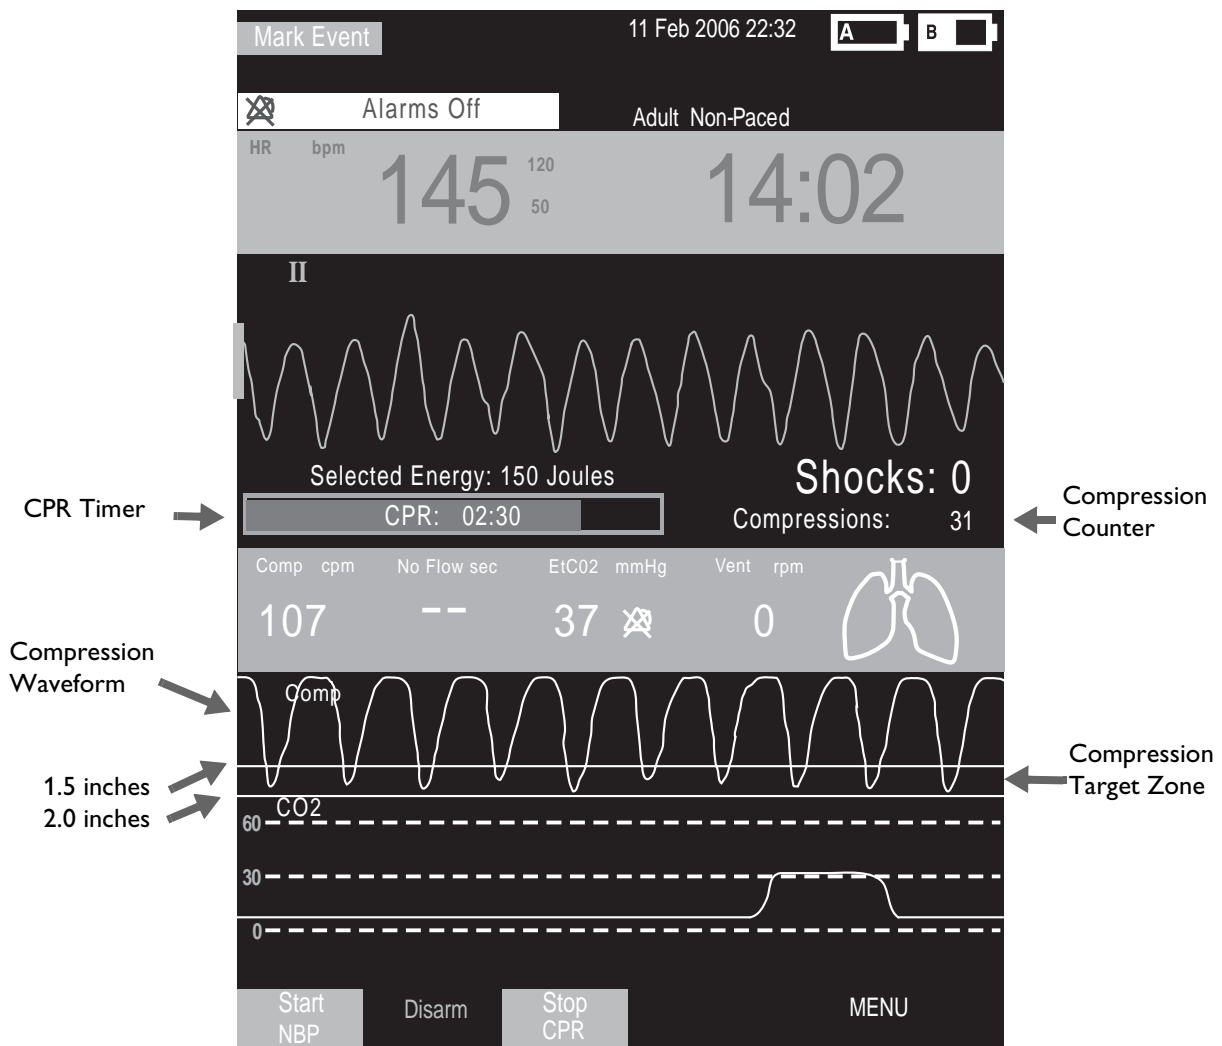 Mark Event
11 Feb 2006 22:32
A
B
Alarms Off
Adult Non-Paced
HR bpm
145
120
50
14:02
II
Selected Energy: 150 Joules
Shocks: 0
CPR Timer
CPR: 02:30
Compressions: 31
Compression
Counter
Comp cpm
No Flow sec
EtC02 mmHg
Vent rpm
107
--
37
0
Compression
Waveform
Comp
1.5 inches
2.0 inches
Compression
Target Zone
CO2
60
30
0
Start
NBP
Disarm
Stop
CPR
MENU